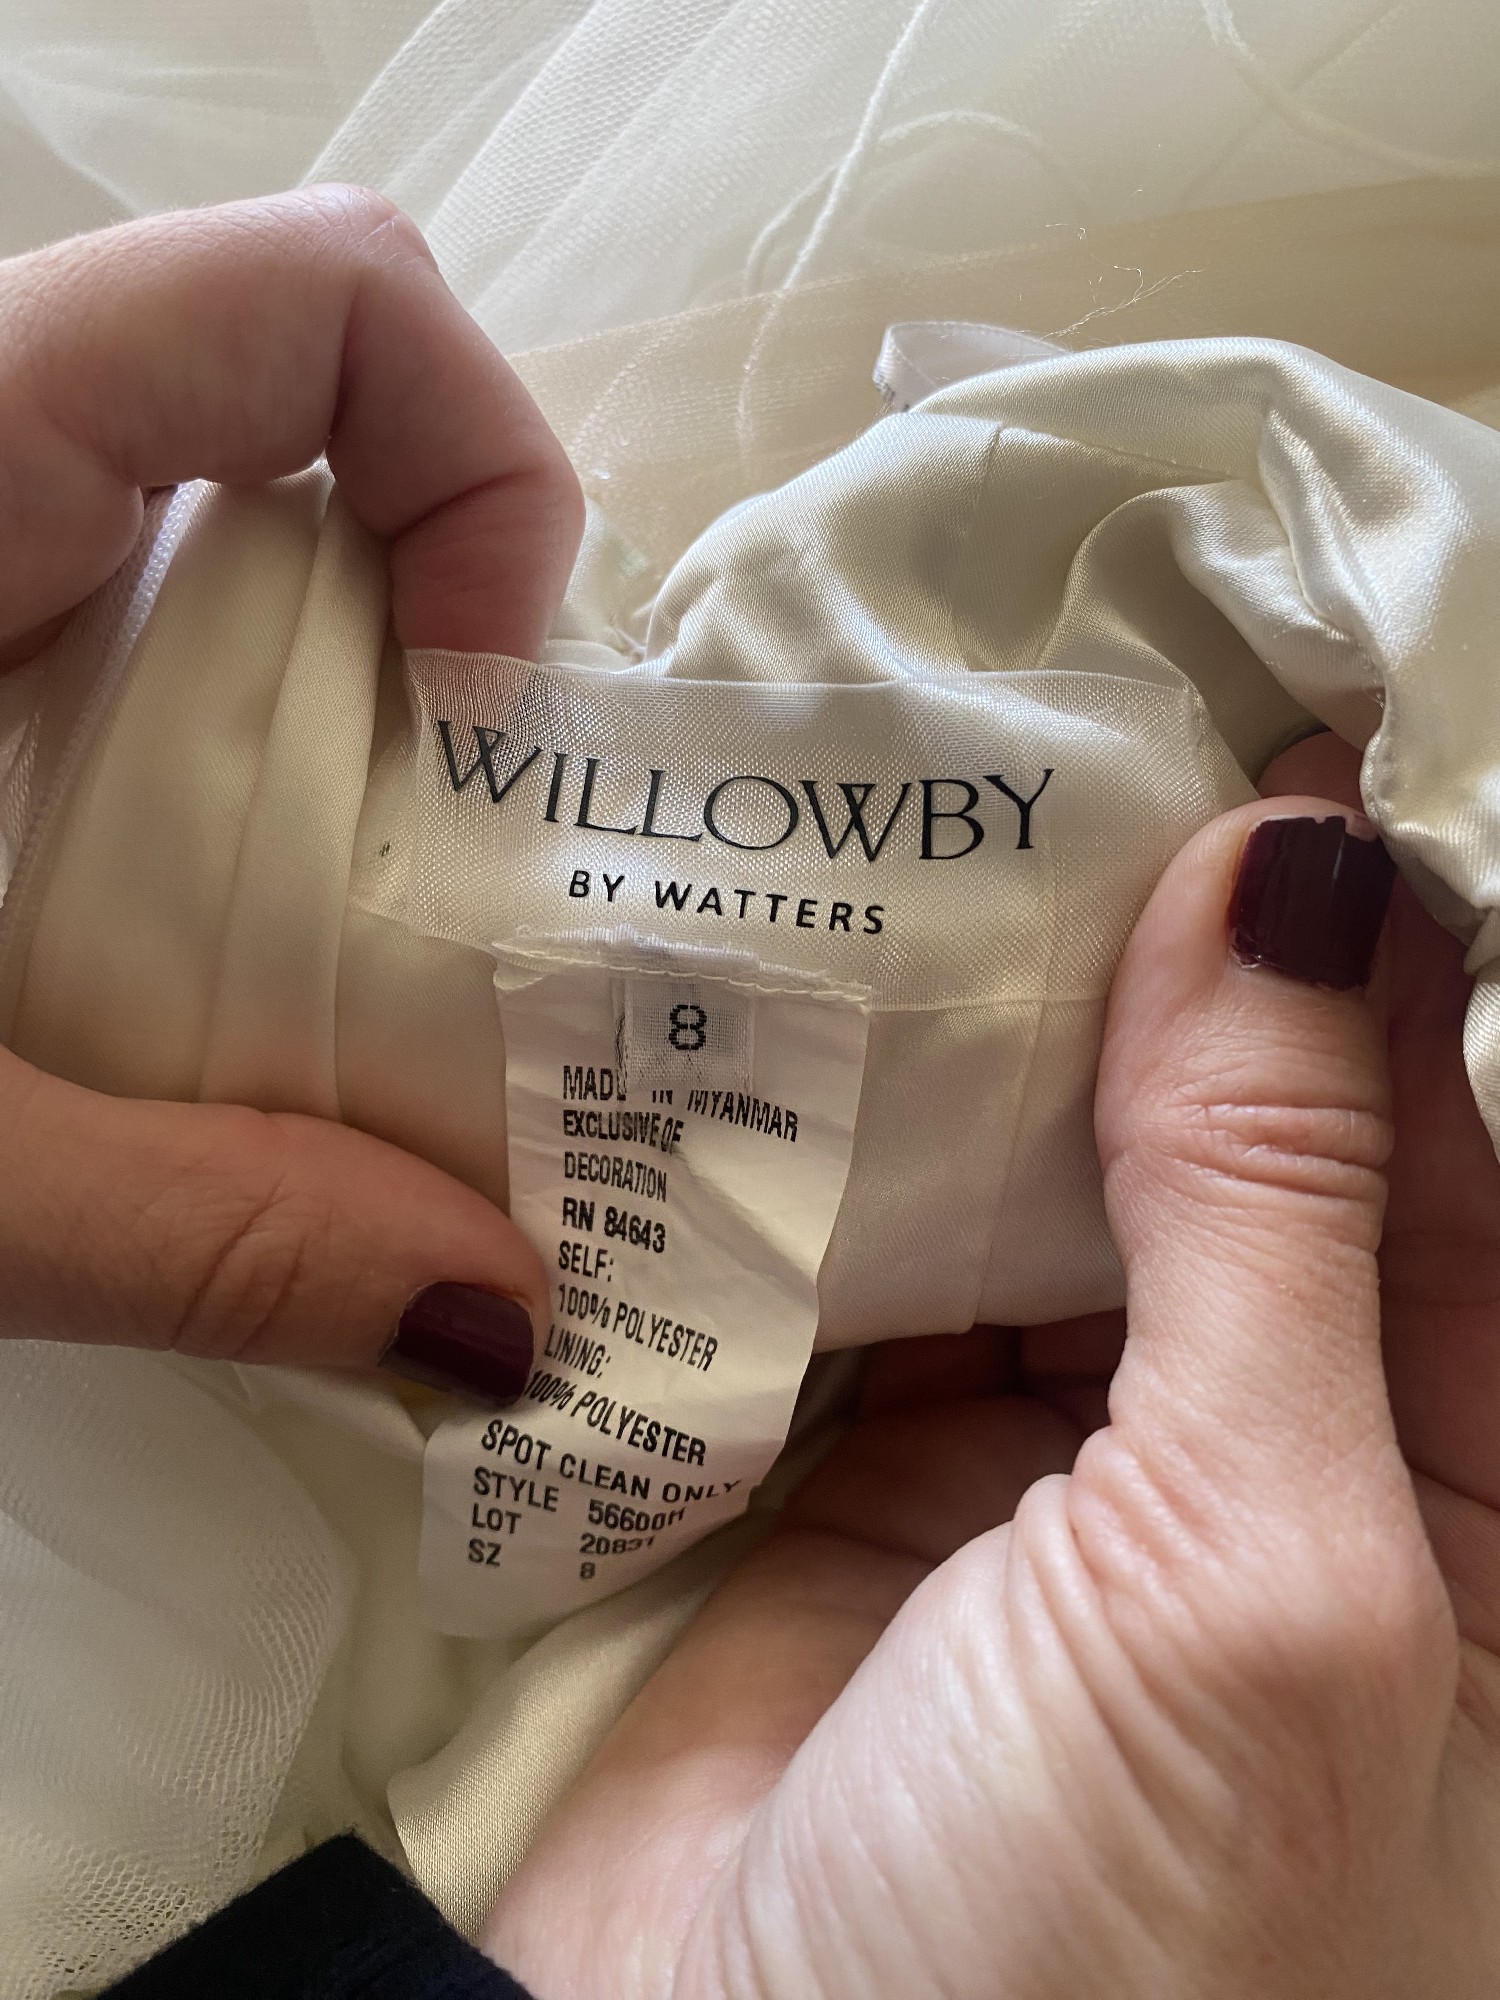 WILLOWBY
BY WATTERS
8
MADE IN MYANMAR
EXCLUSIVE OF
DECORATION
RN 84643
SELF:
100% POLYESTER
LINING:
100% POLYESTER
SPOT CLEAN ONLY
STYLE 56600H
LOT
SZ 8